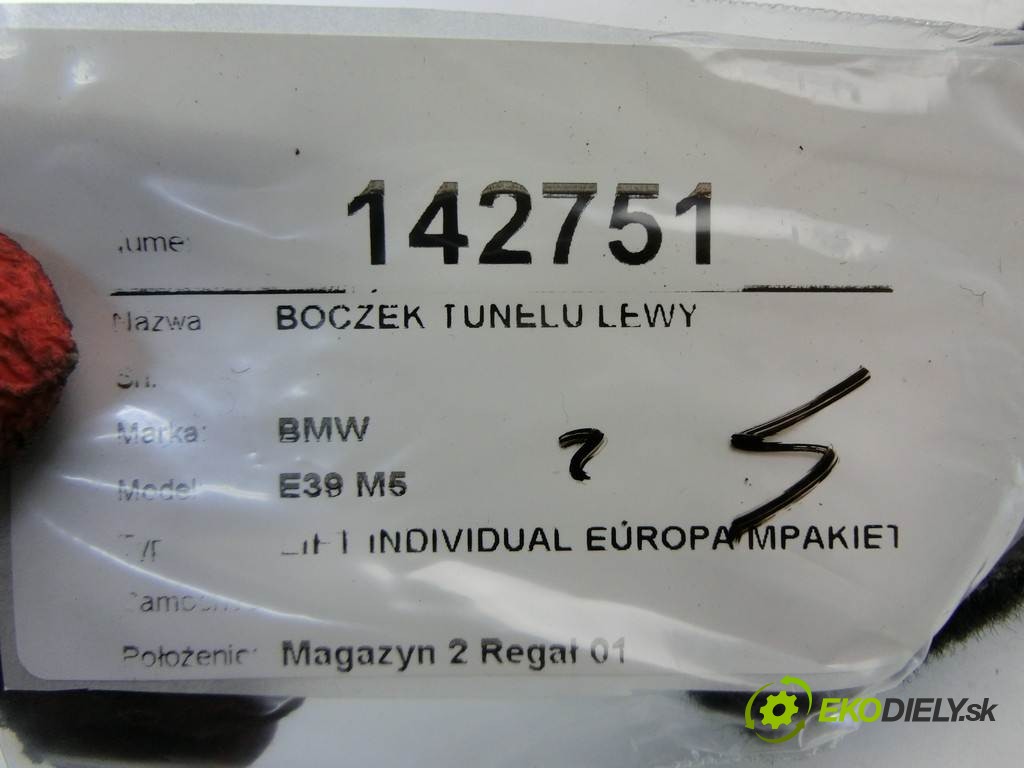 142751
Nazwa BOCZEK TUNELU LEWY
Marka: BMW
Model E39 M5
LIFT INDIVIDUAL EUROPA MPAKIET
Położenie: Magazyn 2 Regał 01
EKODIELY.sk